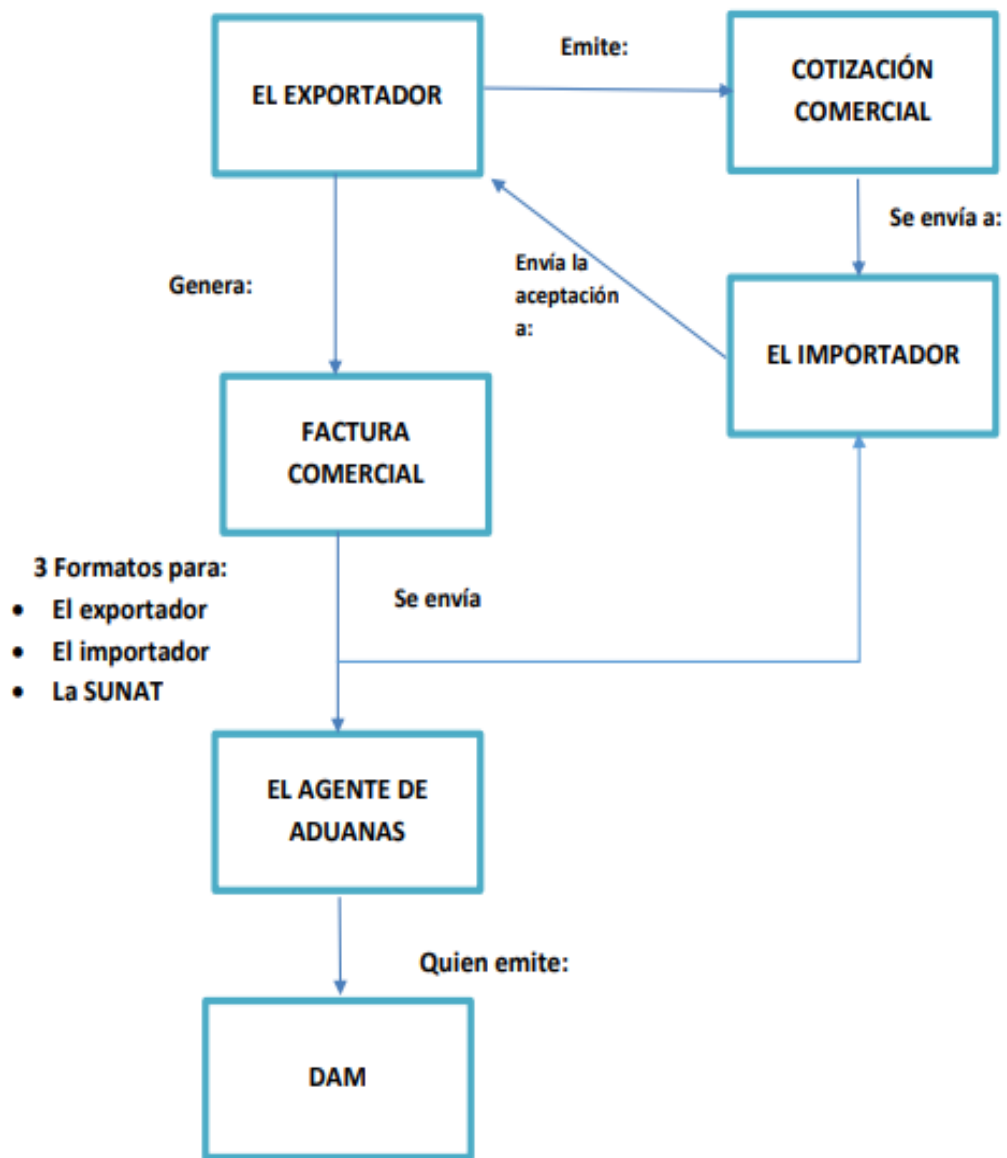 EL EXPORTADOR
Emite:
COTIZACIÓN
COMERCIAL
Se envía a:
EL IMPORTADOR
Envía la
aceptación
a:
Genera:
FACTURA
COMERCIAL
3 Formatos para:
• El exportador
• El importador
• La SUNAT
Se envía
EL AGENTE DE
ADUANAS
Quien emite:
DAM